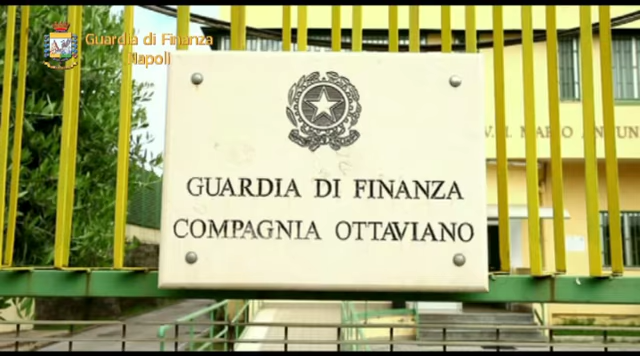 Guardia di Finanza
Napoli
GUARDIA DI FINANZA
COMPAGNIA OTTAVIANO